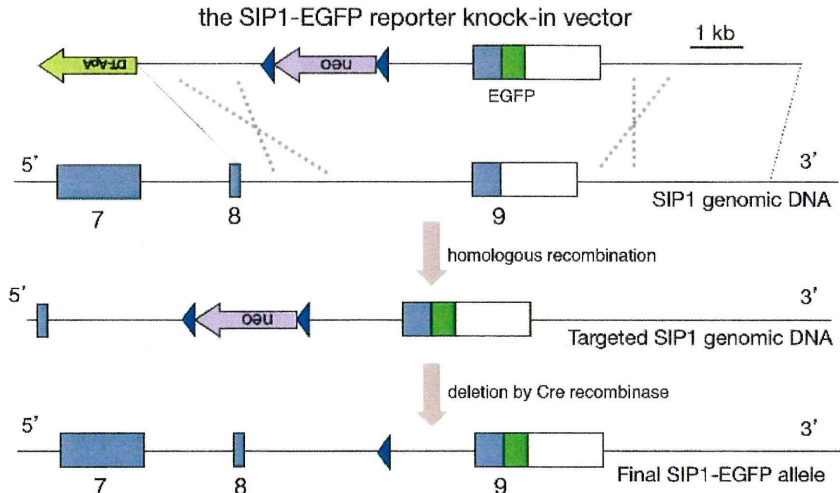 the SIP1-EGFP reporter knock-in vector
1 kb
DT-ApA
neo
EGFP
5’ 3’
SIP1 genomic DNA
7 8 9
homologous recombination
5’ 3’
neo
Targeted SIP1 genomic DNA
deletion by Cre recombinase
5’ 3’
7 8 9
Final SIP1-EGFP allele